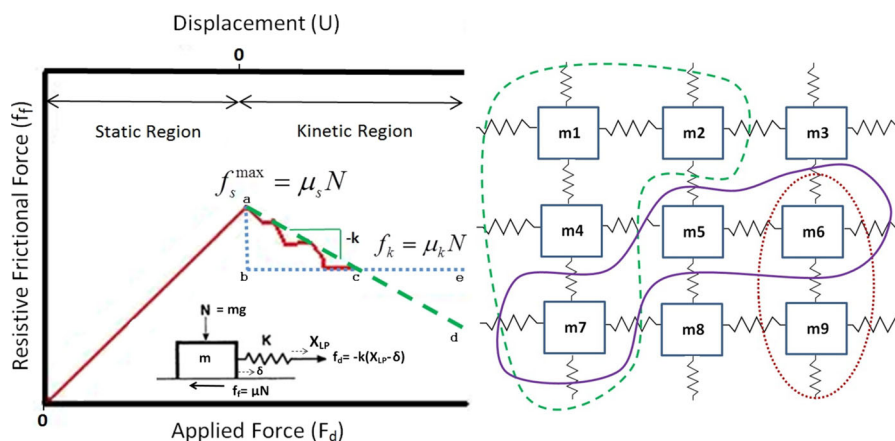 Displacement (U)
0
Static Region
Kinetic Region
Resistive Frictional Force (f_f)
f_s^max = μ_s N
a
-k
f_k = μ_k N
b
c
e
d
N = mg
m
K
X_LP
δ
f_d= -k(X_LP-δ)
f_f= μN
0
Applied Force (F_d)
m1
m2
m3
m4
m5
m6
m7
m8
m9